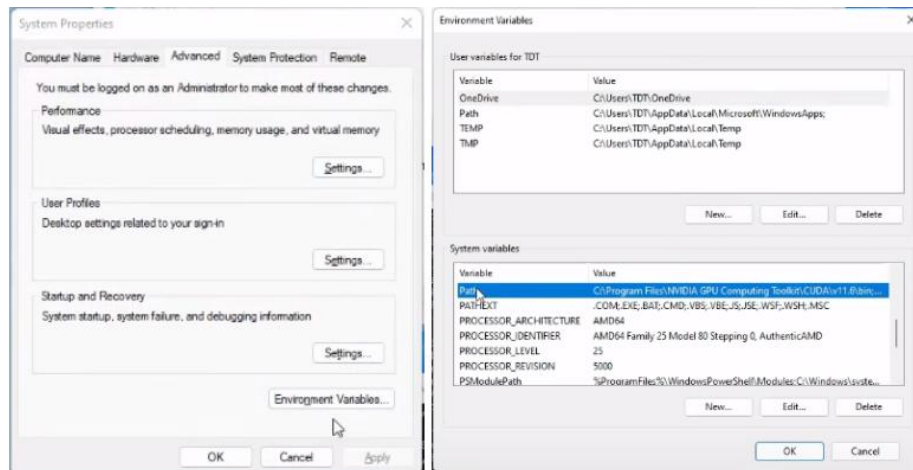 System Properties
Computer Name Hardware Advanced System Protection Remote
You must be logged on as an Administrator to make most of these changes.
Performance
Visual effects, processor scheduling, memory usage, and virtual memory
Settings...
User Profiles
Desktop settings related to your sign-in
Settings...
Startup and Recovery
System startup, system failure, and debugging information
Settings...
Environment Variables...
OK Cancel Apply
Environment Variables
User variables for TDT
Variable Value
OneDrive C:\Users\TDT\OneDrive
Path C:\Users\TDT\AppData\Local\Microsoft\WindowsApps;
TEMP C:\Users\TDT\AppData\Local\Temp
TMP C:\Users\TDT\AppData\Local\Temp
New... Edit... Delete
System variables
Variable Value
Path C:\Program Files\NVIDIA GPU Computing Toolkit\CUDA\v11.6\bin;...
PATHEXT .COM;.EXE;.BAT;.CMD;.VBS;.VBE;.JS;.JSE;.WSF;.WSH;.MSC
PROCESSOR_ARCHITECTURE AMD64
PROCESSOR_IDENTIFIER AMD64 Family 25 Model 80 Stepping 0, AuthenticAMD
PROCESSOR_LEVEL 25
PROCESSOR_REVISION 5000
PSModulePath %ProgramFiles%\WindowsPowerShell\Modules;C:\Windows\syste...
New... Edit... Delete
OK Cancel